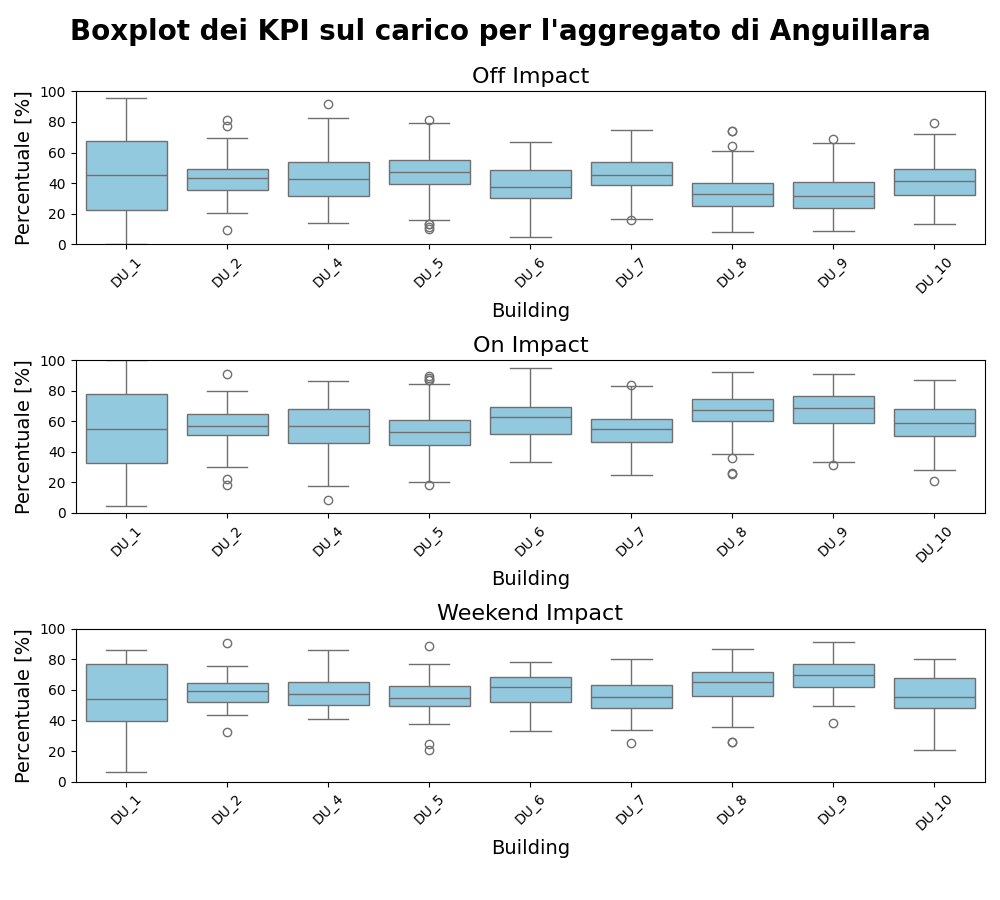 Boxplot dei KPI sul carico per l'aggregato di Anguillara
Off Impact
Percentuale [%]
100
80
60
40
20
0
DU_1 DU_2 DU_4 DU_5 DU_6 DU_7 DU_8 DU_9 DU_10
Building
On Impact
Percentuale [%]
100
80
60
40
20
0
DU_1 DU_2 DU_4 DU_5 DU_6 DU_7 DU_8 DU_9 DU_10
Building
Weekend Impact
Percentuale [%]
100
80
60
40
20
0
DU_1 DU_2 DU_4 DU_5 DU_6 DU_7 DU_8 DU_9 DU_10
Building